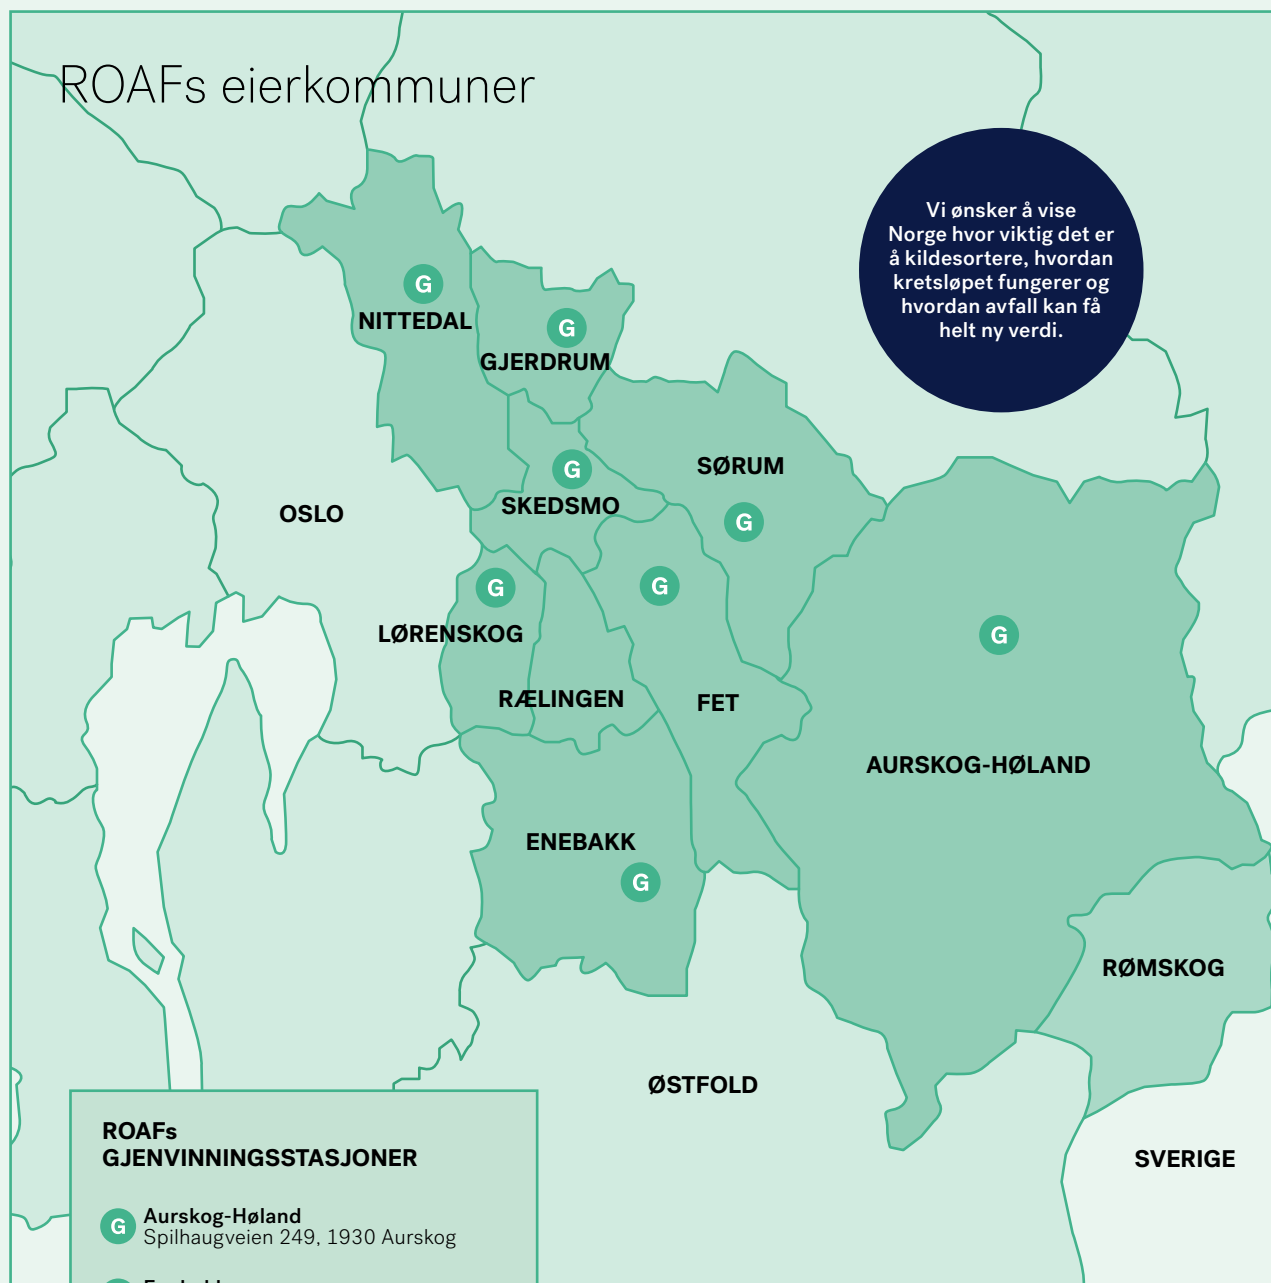 ROAFs eierkommuner
Vi ønsker å vise
Norge hvor viktig det er
å kildesortere, hvordan
kretsløpet fungerer og
hvordan avfall kan få
helt ny verdi.
G
NITTEDAL
G
GJERDRUM
SØRUM
G
G
SKEDSMO
OSLO
G
G
LØRENSKOG
G
RÆLINGEN
FET
AURSKOG-HØLAND
ENEBAKK
G
RØMSKOG
ØSTFOLD
SVERIGE
ROAFs
GJENVINNINGSSTASJONER
G Aurskog-Høland
Spilhaugveien 249, 1930 Aurskog